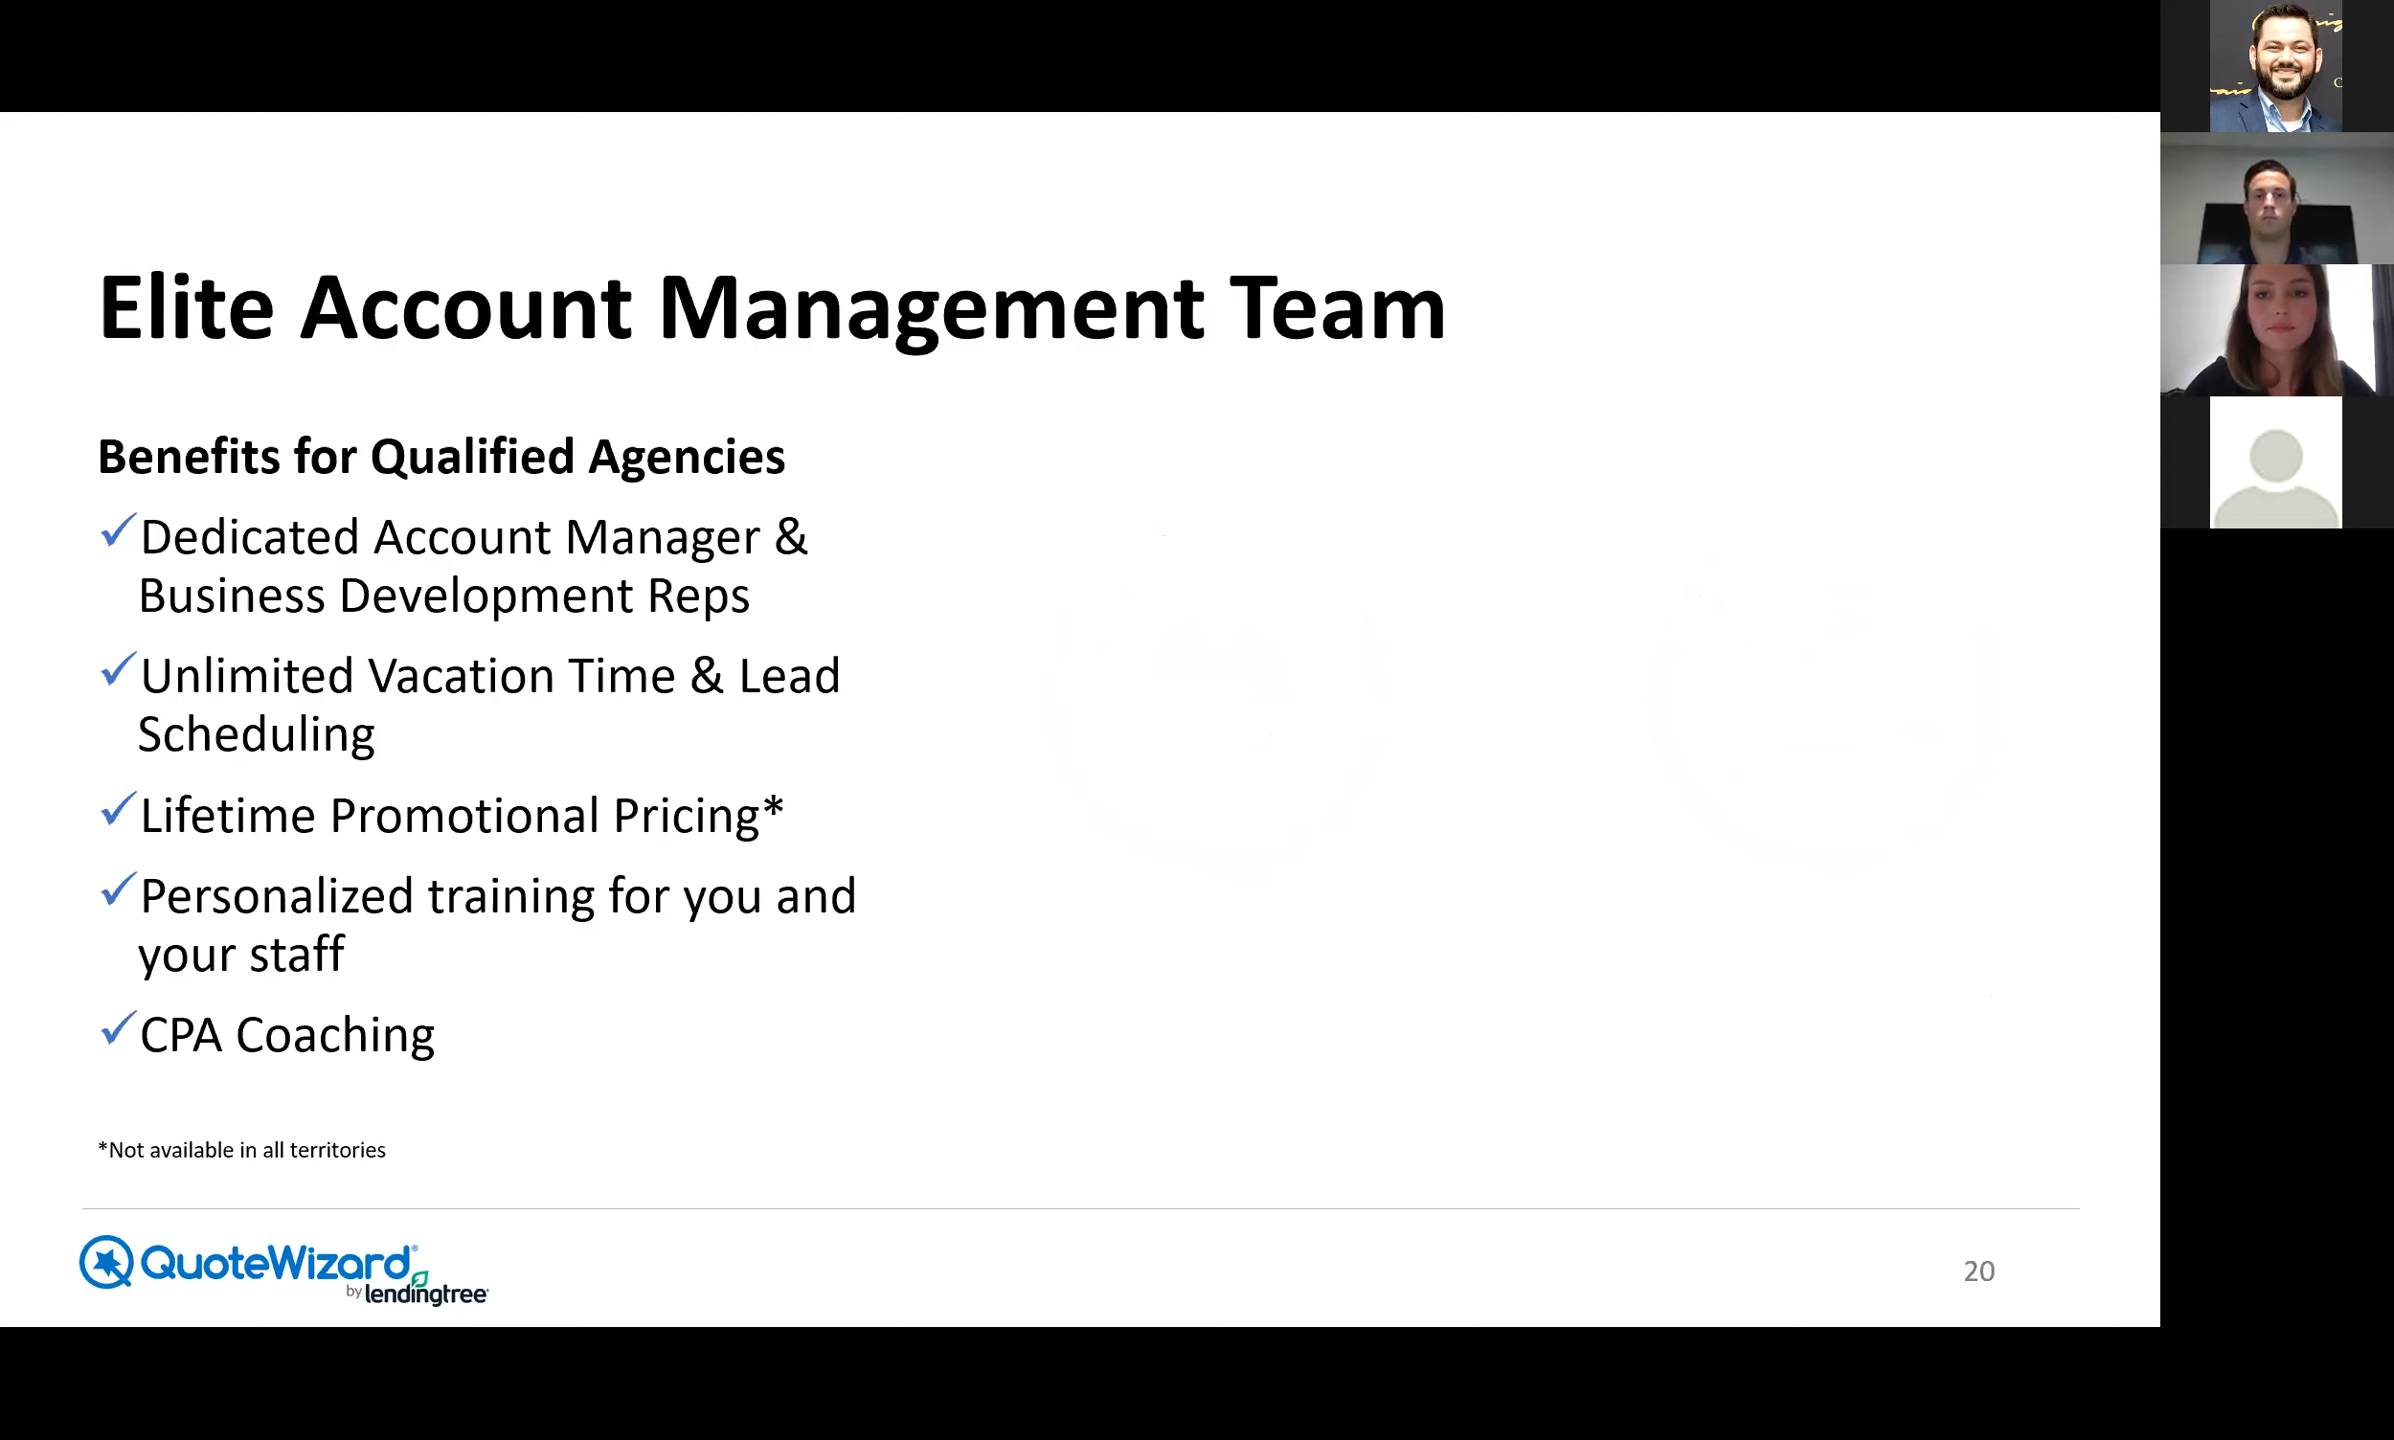 Elite Account Management Team
Benefits for Qualified Agencies
Dedicated Account Manager &
Business Development Reps
Unlimited Vacation Time & Lead
Scheduling
Lifetime Promotional Pricing*
Personalized training for you and
your staff
CPA Coaching
*Not available in all territories
QuoteWizard®
by lendingtree
20